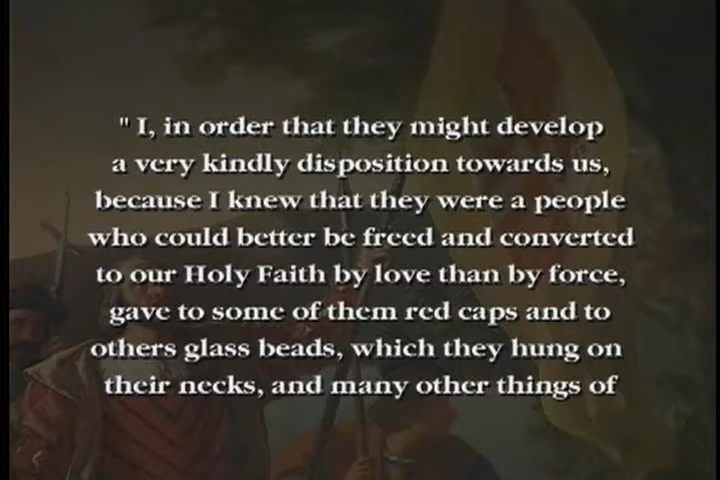 " I, in order that they might develop
a very kindly disposition towards us,
because I knew that they were a people
who could better be freed and converted
to our Holy Faith by love than by force,
gave to some of them red caps and to
others glass beads, which they hung on
their necks, and many other things of